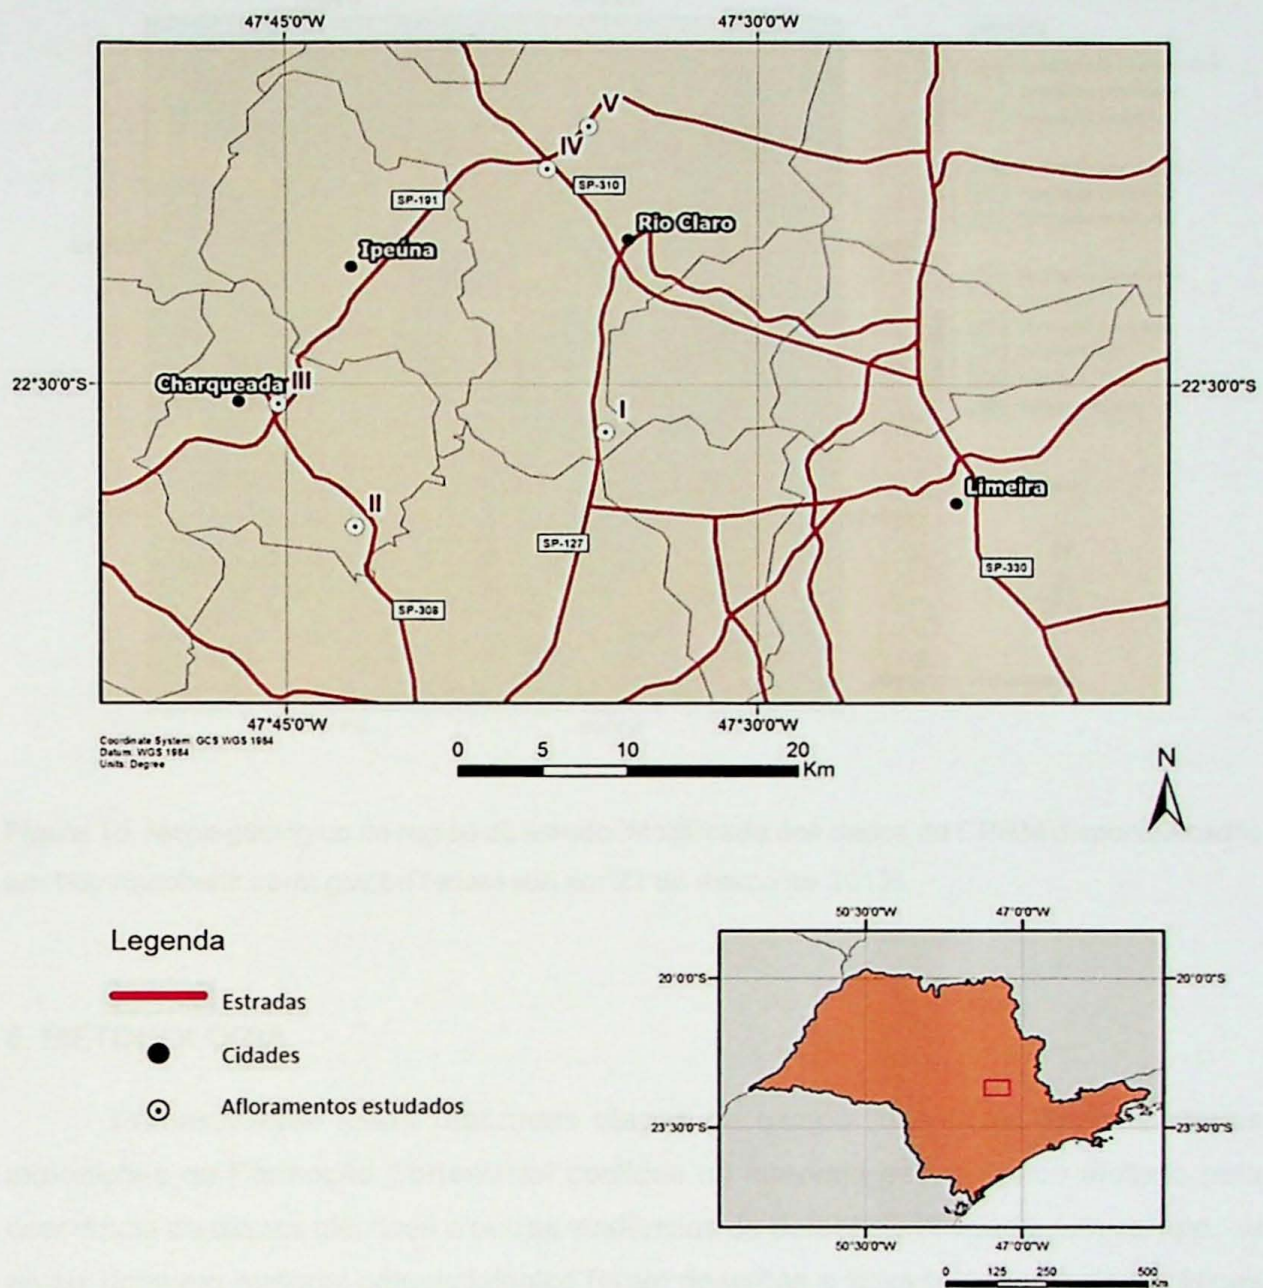 47°45'0"W 47°30'0"W
V
IV
SP-191
SP-310
Rio Claro
Ipeúna
22°30'0"S 22°30'0"S
Charqueada III
I
Limeira
II
SP-127
SP-330
SP-308
47°45'0"W 47°30'0"W
Coordinate System: GCS WGS 1984
Datum: WGS 1984
Units: Degree
0 5 10 20
Km
N
Legenda
Estradas
Cidades
Afloramentos estudados
50°30'0"W 47°0'0"W
20°0'0"S 20°0'0"S
23°30'0"S 23°30'0"S
50°30'0"W 47°0'0"W
0 125 250 500
Km